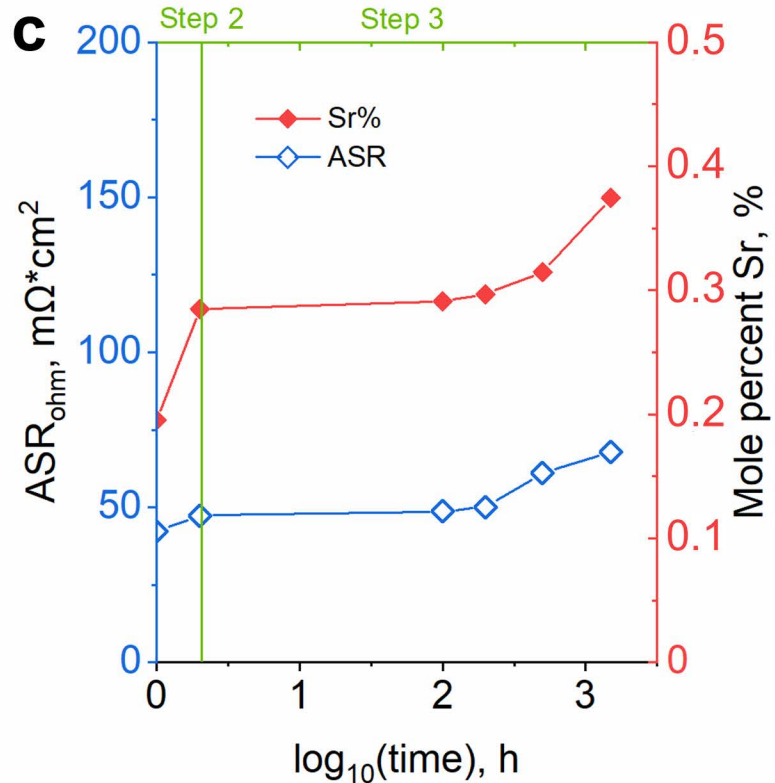 c
Step 2
Step 3
200
150
100
50
0
ASRₒₕₘ, mΩ*cm²
Sr%
ASR
0.5
0.4
0.3
0.2
0.1
0
Mole percent Sr, %
0
1
2
3
log₁₀(time), h